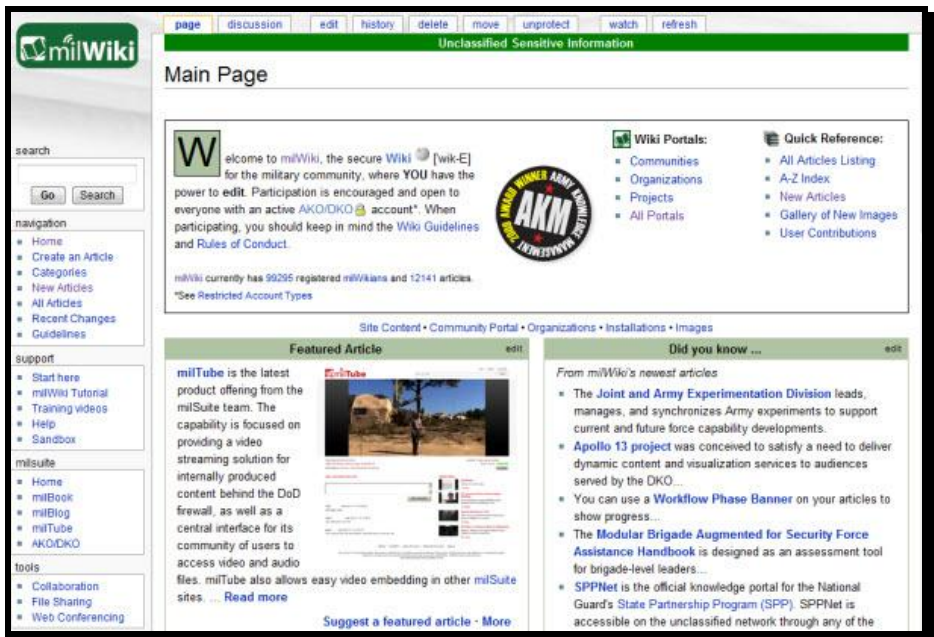 milWiki
page discussion edit history delete move unprotect watch refresh
Unclassified Sensitive Information
Main Page
search
Go Search
navigation
Home
Create an Article
Categories
New Articles
All Articles
Recent Changes
Guidelines
support
Start here
milWiki Tutorial
Training videos
Help
Sandbox
milsuite
Home
milBook
milBlog
milTube
AKO/DKO
tools
Collaboration
File Sharing
Web Conferencing
Welcome to milWiki, the secure Wiki [wik-E]
for the military community, where YOU have the
power to edit. Participation is encouraged and open to
everyone with an active AKO/DKO account*. When
participating, you should keep in mind the Wiki Guidelines
and Rules of Conduct.
milWiki currently has 99295 registered milWikians and 12141 articles.
*See Restricted Account Types
2008 AWARD WINNER ARMY KNOWLEDGE MANAGEMENT
AKM
Wiki Portals:
Communities
Organizations
Projects
All Portals
Quick Reference:
All Articles Listing
A-Z Index
New Articles
Gallery of New Images
User Contributions
Site Content • Community Portal • Organizations • Installations • Images
Featured Article edit
milTube is the latest
product offering from the
milSuite team. The
capability is focused on
providing a video
streaming solution for
internally produced
content behind the DoD
firewall, as well as a
central interface for its
community of users to
access video and audio
files. milTube also allows easy video embedding in other milSuite
sites. ... Read more
Suggest a featured article - More
milTube
Did you know ... edit
From milWiki's newest articles
The Joint and Army Experimentation Division leads,
manages, and synchronizes Army experiments to support
current and future force capability developments.
Apollo 13 project was conceived to satisfy a need to deliver
dynamic content and visualization services to audiences
served by the DKO...
You can use a Workflow Phase Banner on your articles to
show progress...
The Modular Brigade Augmented for Security Force
Assistance Handbook is designed as an assessment tool
for brigade-level leaders...
SPPNet is the official knowledge portal for the National
Guard's State Partnership Program (SPP). SPPNet is
accessible on the unclassified network through any of the